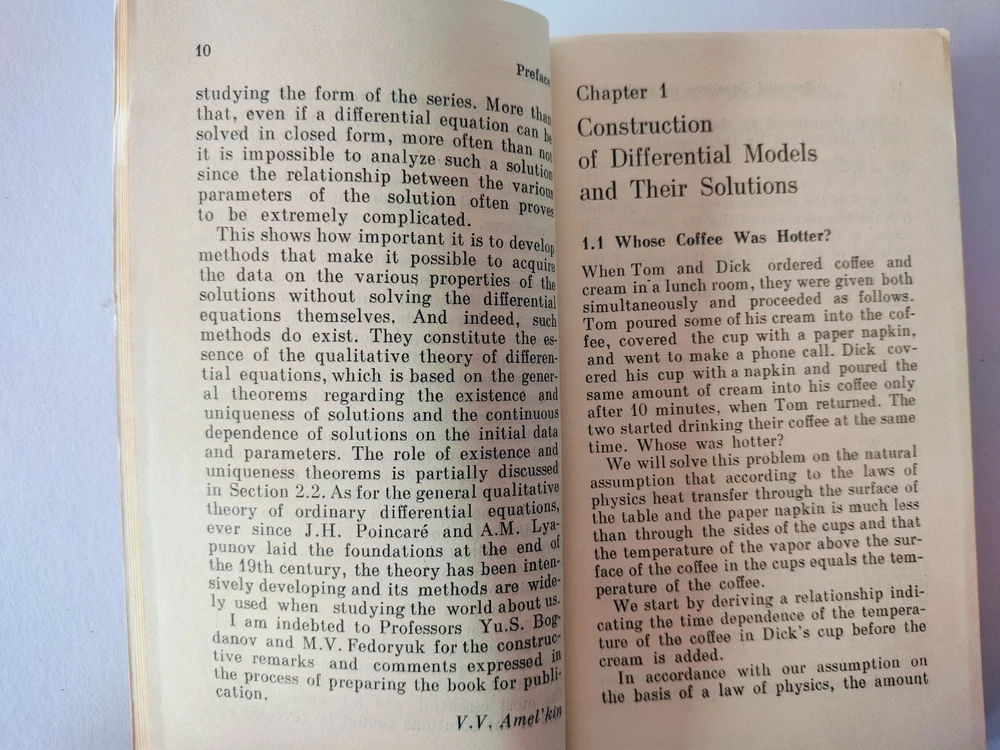 10
Preface
studying the form of the series. More than
that, even if a differential equation can be
solved in closed form, more often than not
it is impossible to analyze such a solution
since the relationship between the various
parameters of the solution often proves
to be extremely complicated.
This shows how important it is to develop
methods that make it possible to acquire
the data on the various properties of the
solutions without solving the differential
equations themselves. And indeed, such
methods do exist. They constitute the es-
sence of the qualitative theory of differen-
tial equations, which is based on the gener-
al theorems regarding the existence and
uniqueness of solutions and the continuous
dependence of solutions on the initial data
and parameters. The role of existence and
uniqueness theorems is partially discussed
in Section 2.2. As for the general qualitative
theory of ordinary differential equations,
ever since J.H. Poincaré and A.M. Lya-
punov laid the foundations at the end of
the 19th century, the theory has been inten-
sively developing and its methods are wide-
ly used when studying the world about us.
I am indebted to Professors Yu.S. Bog-
danov and M.V. Fedoryuk for the construc-
tive remarks and comments expressed in
the process of preparing the book for publi-
cation.
V.V. Amel'kin
Chapter 1
Construction
of Differential Models
and Their Solutions
1.1 Whose Coffee Was Hotter?
When Tom and Dick ordered coffee and
cream in a lunch room, they were given both
simultaneously and proceeded as follows.
Tom poured some of his cream into the cof-
fee, covered the cup with a paper napkin,
and went to make a phone call. Dick cov-
ered his cup with a napkin and poured the
same amount of cream into his coffee only
after 10 minutes, when Tom returned. The
two started drinking their coffee at the same
time. Whose was hotter?
We will solve this problem on the natural
assumption that according to the laws of
physics heat transfer through the surface of
the table and the paper napkin is much less
than through the sides of the cups and that
the temperature of the vapor above the sur-
face of the coffee in the cups equals the tem-
perature of the coffee.
We start by deriving a relationship indi-
cating the time dependence of the tempera-
ture of the coffee in Dick's cup before the
cream is added.
In accordance with our assumption on
the basis of a law of physics, the amount